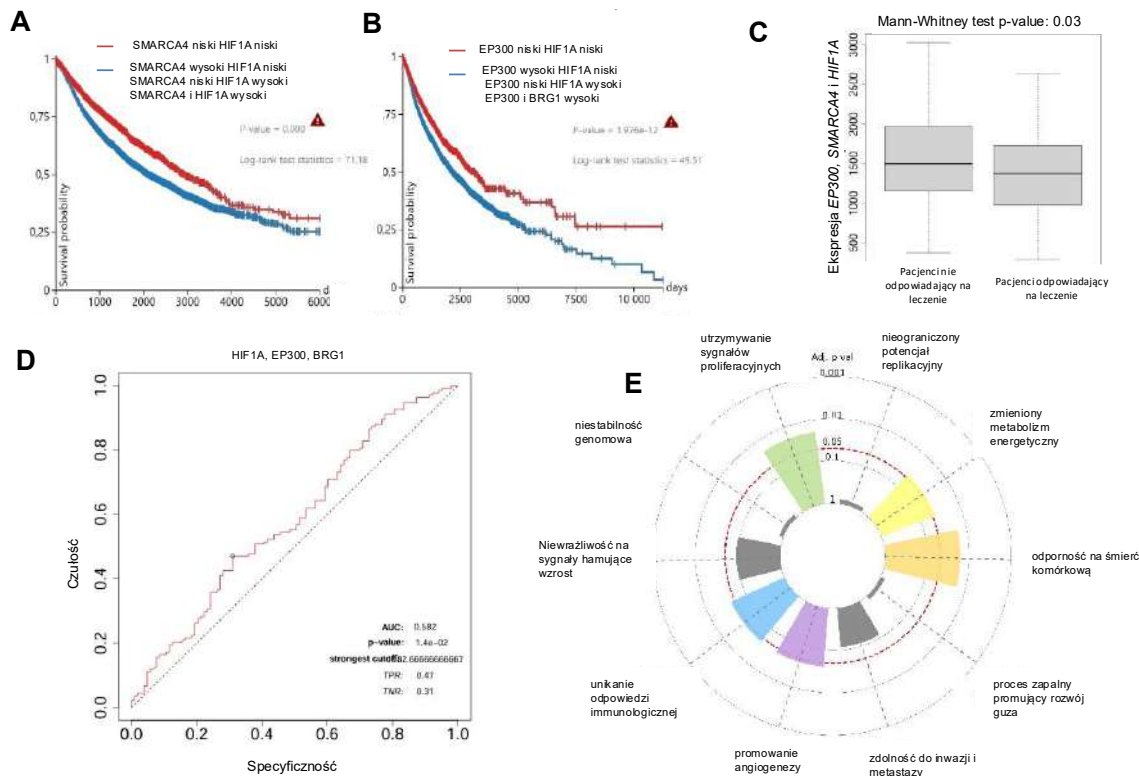 A
SMARCA4 niski HIF1A niski
SMARCA4 wysoki HIF1A niski
SMARCA4 niski HIF1A wysoki
SMARCA4 i HIF1A wysoki
P-value = 0,000
Log-rank test statistics = 71,18
Survival probability
1
0,75
0,5
0,25
0
1000
2000
3000
4000
5000
6000
d
B
EP300 niski HIF1A niski
EP300 wysoki HIF1A niski
EP300 niski HIF1A wysoki
EP300 i BRG1 wysoki
P-value = 3,976e-12
Log-rank test statistics = 49,51
Survival probability
1
0,75
0,5
0,25
0
2500
5000
7500
10 000
days
C
Mann-Whitney test p-value: 0.03
Ekspresja EP300, SMARCA4 i HIF1A
3000
2500
2000
1500
1000
500
Pacjenci nie
odpowiadający na
leczenie
Pacjenci odpowiadający
na leczenie
D
HIF1A, EP300, BRG1
Czułość
1.0
0.8
0.6
0.4
0.2
0.0
0.0
0.2
0.4
0.6
0.8
1.0
Specyficzność
AUC: 0.582
p-value: 1.4e-02
strongest cutoff:
TPR: 0.47
TNR: 0.31
E
utrzymywanie
sygnałów
proliferacyjnych
nieograniczony
potencjał
replikacyjny
Adj. p val
0.001
0.01
0.05
0.1
1
niestabilność
genomowa
zmieniony
metabolizm
energetyczny
Niewrażliwość na
sygnały hamujące
wzrost
odporność na śmierć
komórkową
unikanie
odpowiedzi
immunologicznej
proces zapalny
promujący rozwój
guza
promowanie
angiogenezy
zdolność do inwazji i
metastazy